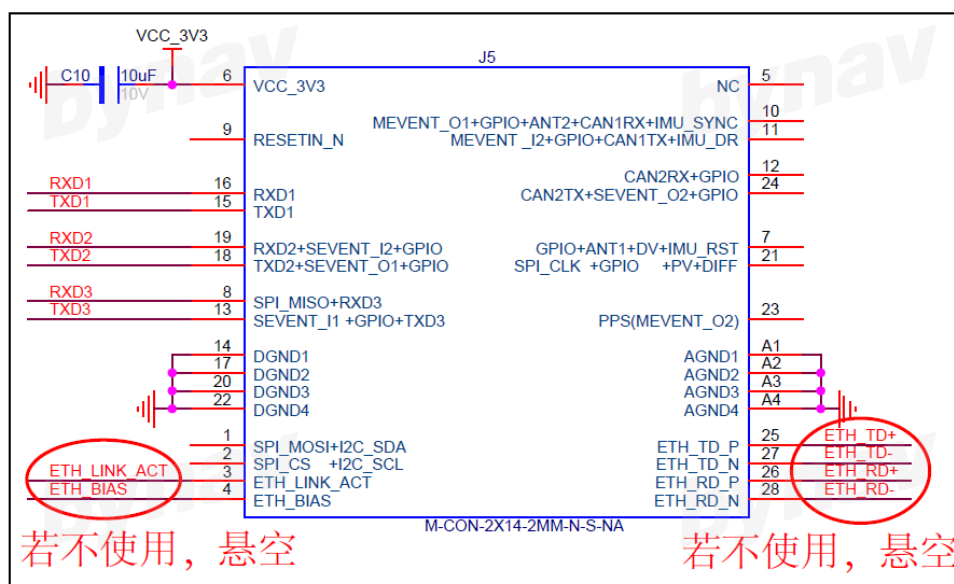 VCC_3V3
J5
C10 10uF 6 VCC_3V3 NC 5
10V
MEVENT_O1+GPIO+ANT2+CAN1RX+IMU_SYNC 10
9 RESETIN_N MEVENT _I2+GPIO+CAN1TX+IMU_DR 11
CAN2RX+GPIO 12
RXD1 16 RXD1 CAN2TX+SEVENT_O2+GPIO 24
TXD1 15 TXD1
RXD2 19 RXD2+SEVENT_I2+GPIO GPIO+ANT1+DV+IMU_RST 7
TXD2 18 TXD2+SEVENT_O1+GPIO SPI_CLK +GPIO +PV+DIFF 21
RXD3 8 SPI_MISO+RXD3
TXD3 13 SEVENT_I1 +GPIO+TXD3 PPS(MEVENT_O2) 23
14 DGND1 AGND1 A1
17 DGND2 AGND2 A2
20 DGND3 AGND3 A3
22 DGND4 AGND4 A4
1 SPI_MOSI+I2C_SDA ETH_TD_P 25 ETH_TD+
2 SPI_CS +I2C_SCL ETH_TD_N 27 ETH_TD-
ETH_LINK_ACT 3 ETH_LINK_ACT ETH_RD_P 26 ETH_RD+
ETH_BIAS 4 ETH_BIAS ETH_RD_N 28 ETH_RD-
M-CON-2X14-2MM-N-S-NA
若不使用，悬空 若不使用，悬空
bynav
bynav
bynav
bynav